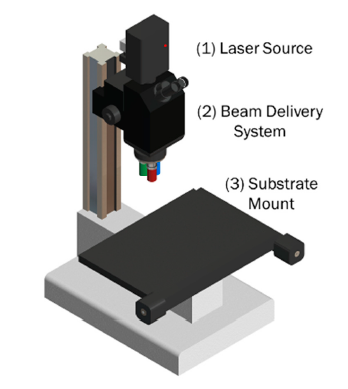 (1) Laser Source
(2) Beam Delivery
System
(3) Substrate
Mount